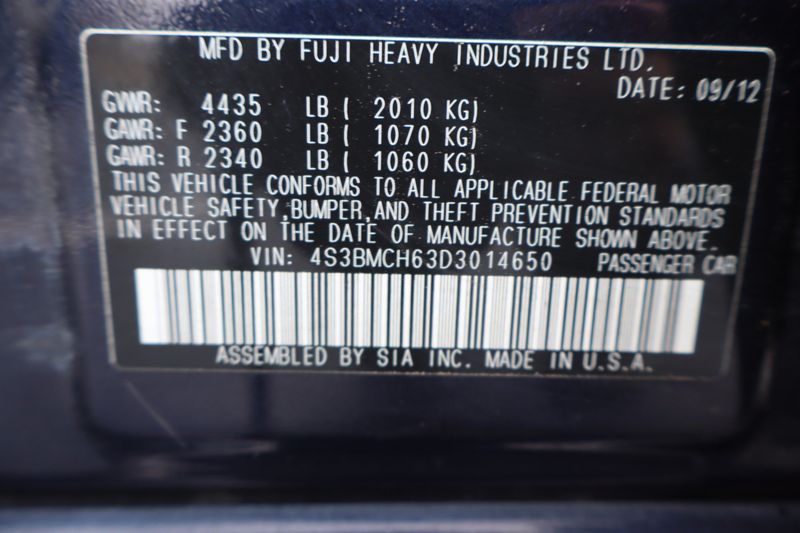 MFD BY FUJI HEAVY INDUSTRIES LTD.
DATE: 09/12
GVWR: 4435 LB ( 2010 KG)
GAWR: F 2360 LB ( 1070 KG)
GAWR: R 2340 LB ( 1060 KG)
THIS VEHICLE CONFORMS TO ALL APPLICABLE FEDERAL MOTOR
VEHICLE SAFETY,BUMPER,AND THEFT PREVENTION STANDARDS
IN EFFECT ON THE DATE OF MANUFACTURE SHOWN ABOVE.
VIN: 4S3BMCH63D3014650 PASSENGER CAR
ASSEMBLED BY SIA INC. MADE IN U.S.A.